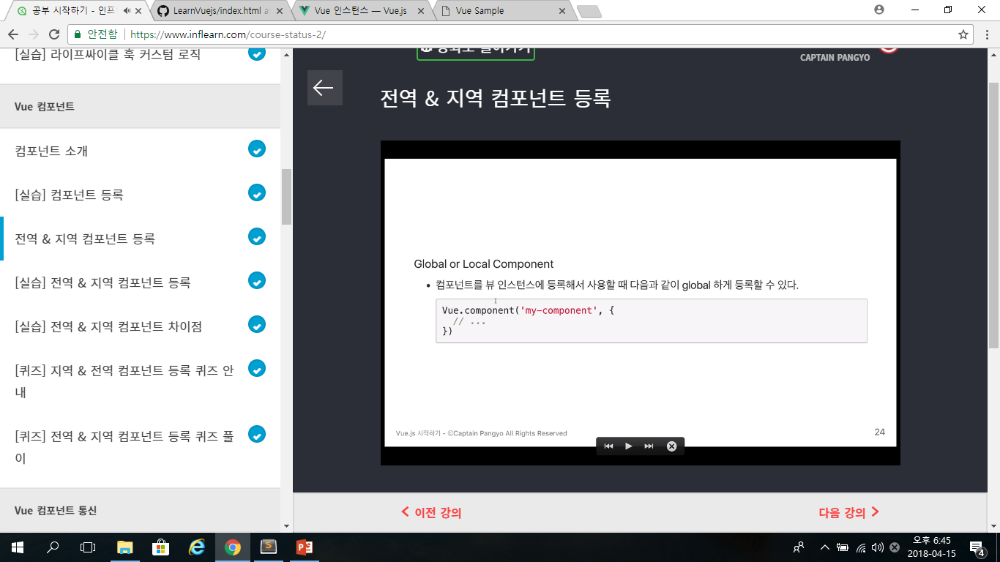 공부 시작하기 - 인프
LearnVuejs/index.html a
Vue 인스턴스 — Vue.js
Vue Sample
안전함
https://www.inflearn.com/course-status-2/
[실습] 라이프싸이클 훅 커스텀 로직
Vue 컴포넌트
컴포넌트 소개
[실습] 컴포넌트 등록
전역 & 지역 컴포넌트 등록
[실습] 전역 & 지역 컴포넌트 등록
[실습] 전역 & 지역 컴포넌트 차이점
[퀴즈] 지역 & 전역 컴포넌트 등록 퀴즈 안
내
[퀴즈] 전역 & 지역 컴포넌트 등록 퀴즈 풀
이
Vue 컴포넌트 통신
CAPTAIN PANGYO
전역 & 지역 컴포넌트 등록
Global or Local Component
• 컴포넌트를 뷰 인스턴스에 등록해서 사용할 때 다음과 같이 global 하게 등록할 수 있다.
Vue.component('my-component', {
// ...
})
Vue.js 시작하기 - ©Captain Pangyo All Rights Reserved
24
이전 강의
다음 강의
오후 6:45
2018-04-15
4